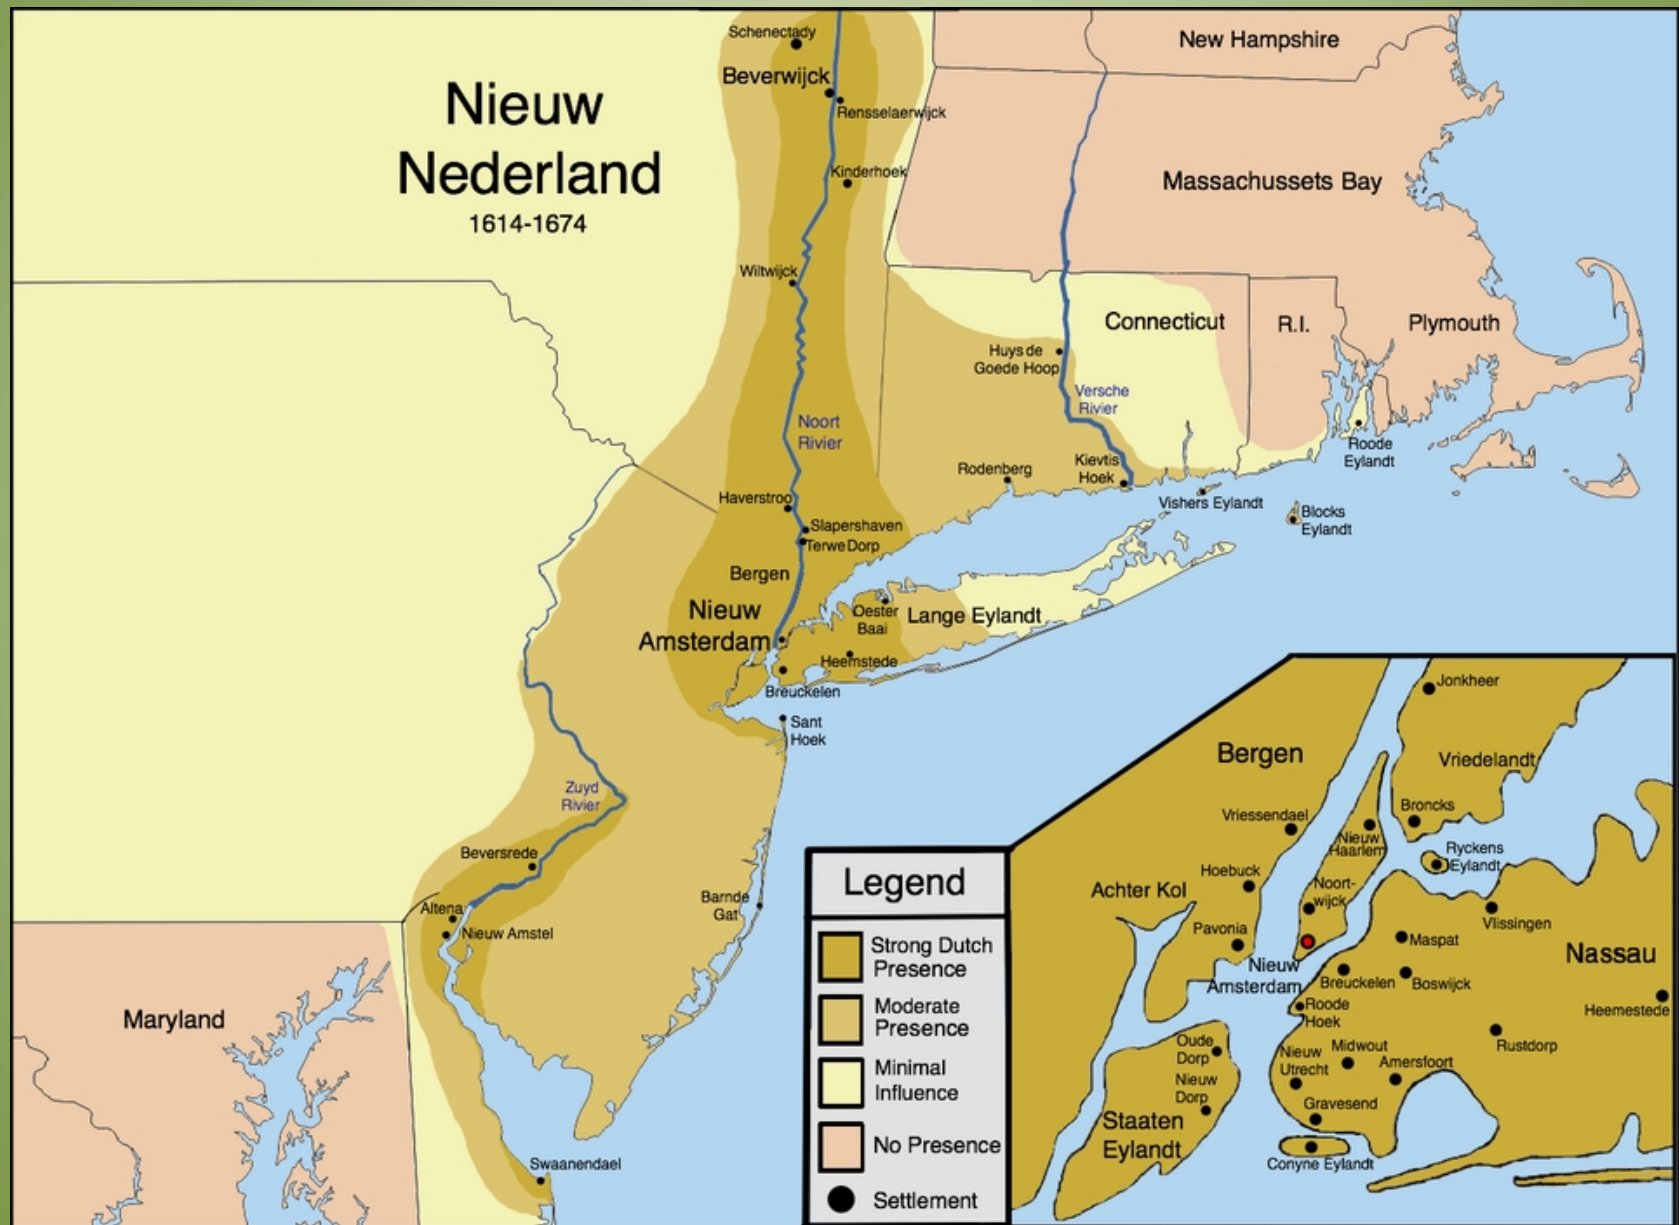 Nieuw
Nederland
1614-1674
Schenectady
Beverwijck
Rensselaerwijck
Kinderhoek
Wiltwijck
Noort
Rivier
Haverstroo
Slapershaven
Terwe Dorp
Bergen
Nieuw
Amsterdam
Breuckelen
Sant
Hoek
Oester
Baai
Heemstede
Lange Eylandt
New Hampshire
Massachussets Bay
Connecticut
R.I.
Plymouth
Huys de
Goede Hoop
Versche
Rivier
Rodenberg
Kievtis
Hoek
Vishers Eylandt
Roode
Eylandt
Blocks
Eylandt
Zuyd
Rivier
Beversrede
Altena
Nieuw Amstel
Barnde
Gat
Maryland
Swaanendael
Legend
Strong Dutch
Presence
Moderate
Presence
Minimal
Influence
No Presence
Settlement
Jonkheer
Bergen
Vriedelandt
Vriessendael
Broncks
Nieuw
Haarlem
Ryckens
Eylandt
Hoebuck
Achter Kol
Noort-
wijck
Vlissingen
Pavonia
Maspat
Nassau
Nieuw
Amsterdam
Breuckelen
Boswijck
Heemestede
Roode
Hoek
Oude
Dorp
Nieuw
Utrecht
Midwout
Rustdorp
Amersfoort
Nieuw
Dorp
Gravesend
Staaten
Eylandt
Conyne Eylandt